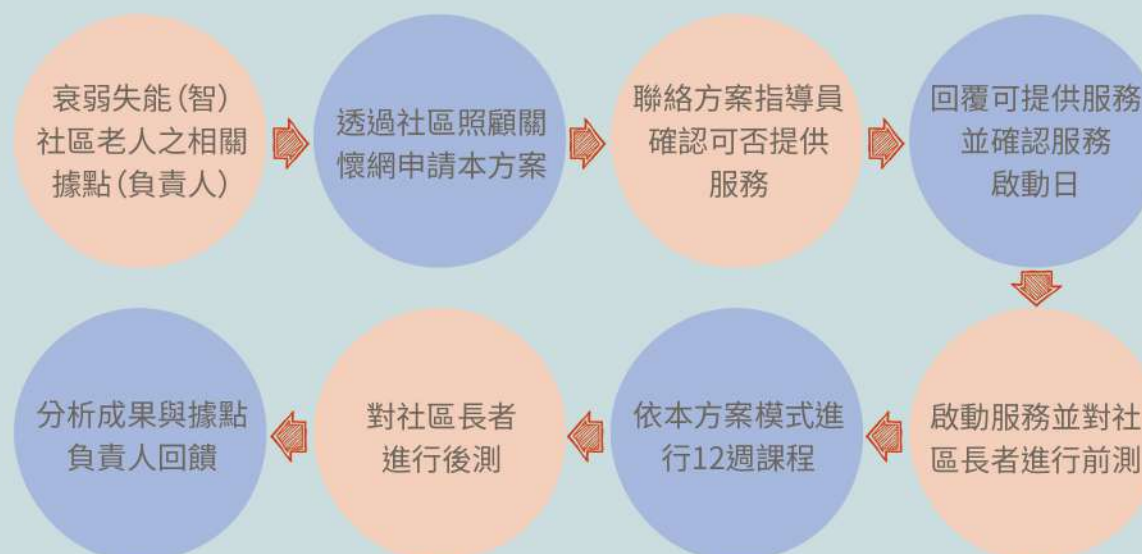 衰弱失能(智)
社區老人之相關
據點(負責人)
透過社區照顧關
懷網申請本方案
聯絡方案指導員
確認可否提供
服務
回覆可提供服務
並確認服務
啟動日
啟動服務並對社
區長者進行前測
依本方案模式進
行12週課程
對社區長者
進行後測
分析成果與據點
負責人回饋